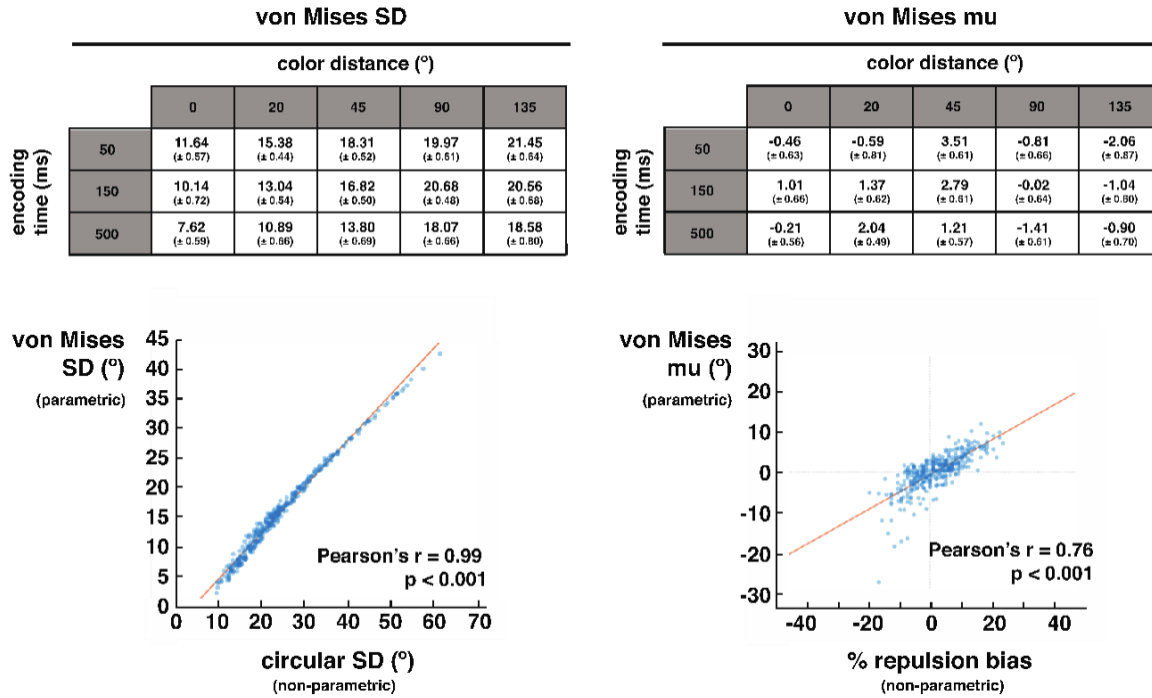 von Mises SD
color distance (º)
0 20 45 90 135
encoding
time (ms)
50 11.64 15.38 18.31 19.97 21.45
(± 0.57) (± 0.44) (± 0.52) (± 0.61) (± 0.64)
150 10.14 13.04 16.82 20.68 20.56
(± 0.72) (± 0.54) (± 0.50) (± 0.48) (± 0.68)
500 7.62 10.89 13.80 18.07 18.58
(± 0.59) (± 0.66) (± 0.69) (± 0.66) (± 0.80)
von Mises mu
color distance (º)
0 20 45 90 135
encoding
time (ms)
50 -0.46 -0.59 3.51 -0.81 -2.06
(± 0.63) (± 0.81) (± 0.61) (± 0.66) (± 0.87)
150 1.01 1.37 2.79 -0.02 -1.04
(± 0.66) (± 0.62) (± 0.61) (± 0.64) (± 0.60)
500 -0.21 2.04 1.21 -1.41 -0.90
(± 0.56) (± 0.49) (± 0.57) (± 0.61) (± 0.70)
von Mises
SD (º)
(parametric)
45
40
35
30
25
20
15
10
5
0
Pearson's r = 0.99
p < 0.001
0 10 20 30 40 50 60 70
circular SD (º)
(non-parametric)
von Mises
mu (º)
(parametric)
30
20
10
0
-10
-20
-30
Pearson's r = 0.76
p < 0.001
-40 -20 0 20 40
% repulsion bias
(non-parametric)